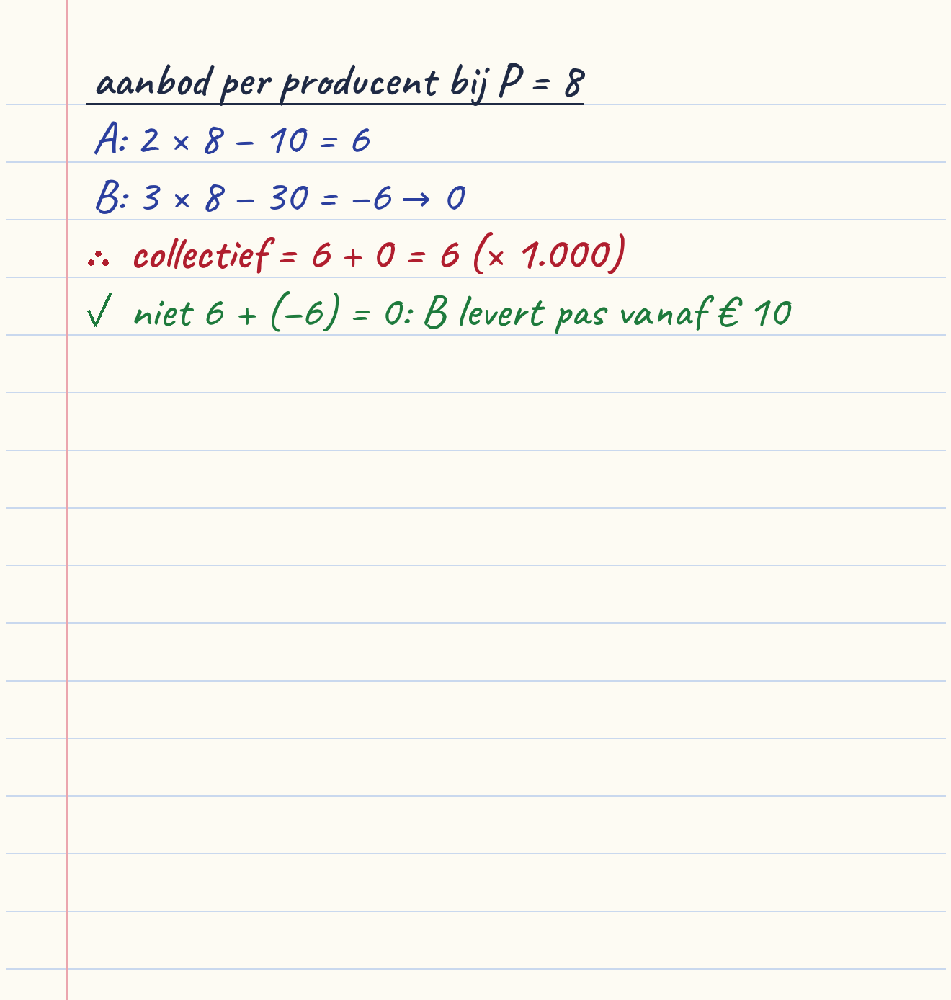 aanbod per producent bij P = 8
A: 2 × 8 – 10 = 6
B: 3 × 8 – 30 = –6 → 0
∴ collectief = 6 + 0 = 6 (× 1.000)
✓ niet 6 + (–6) = 0: B levert pas vanaf € 10